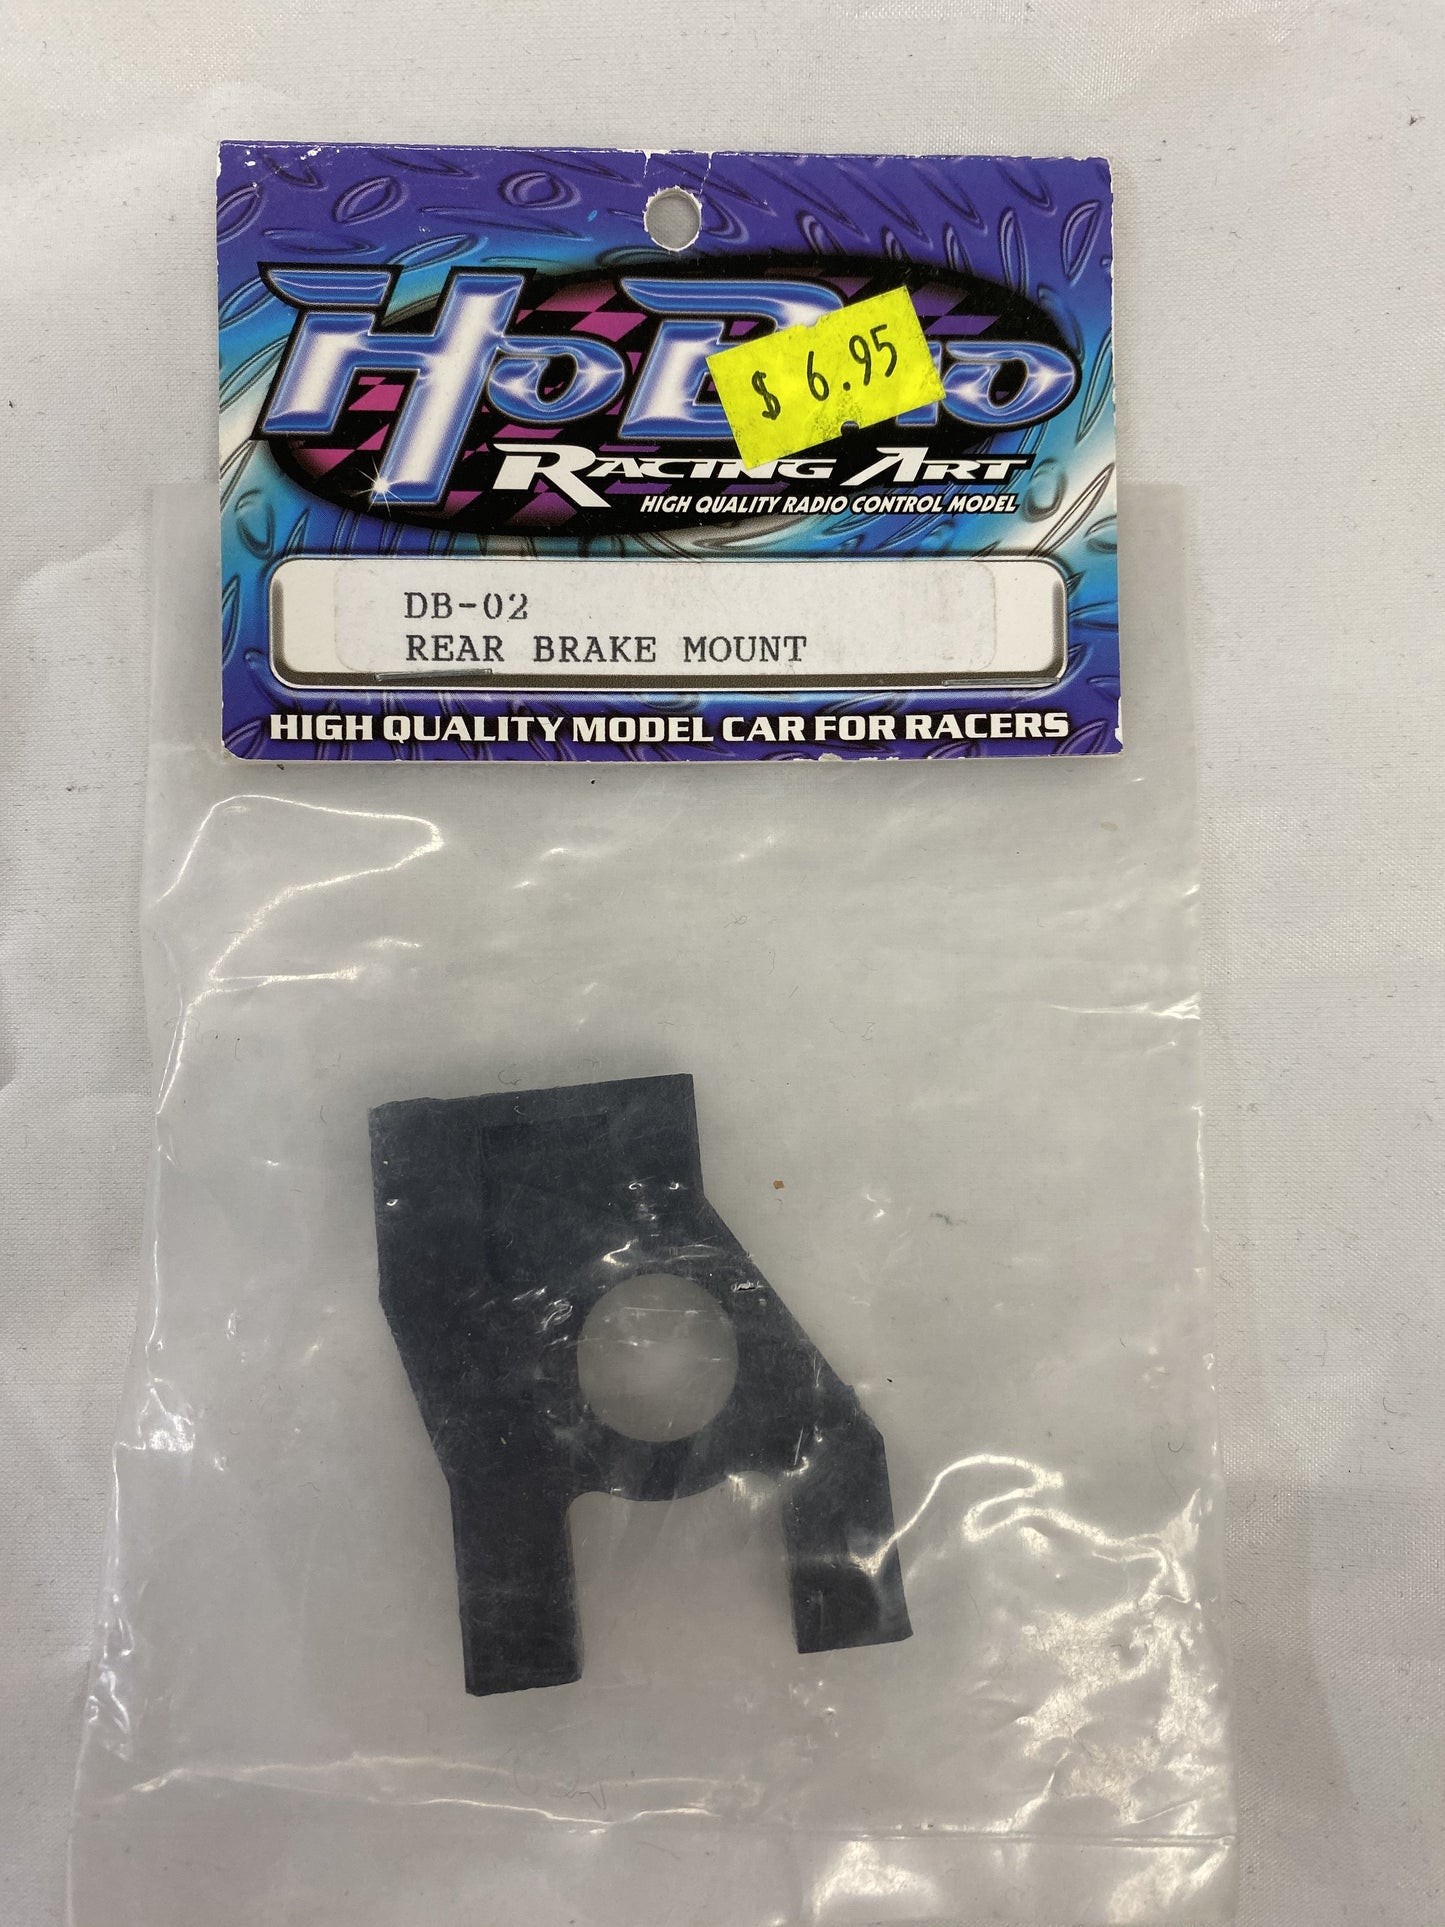 HoBao
$ 6.95
RACING ART
HIGH QUALITY RADIO CONTROL MODEL
DB-02
REAR BRAKE MOUNT
HIGH QUALITY MODEL CAR FOR RACERS